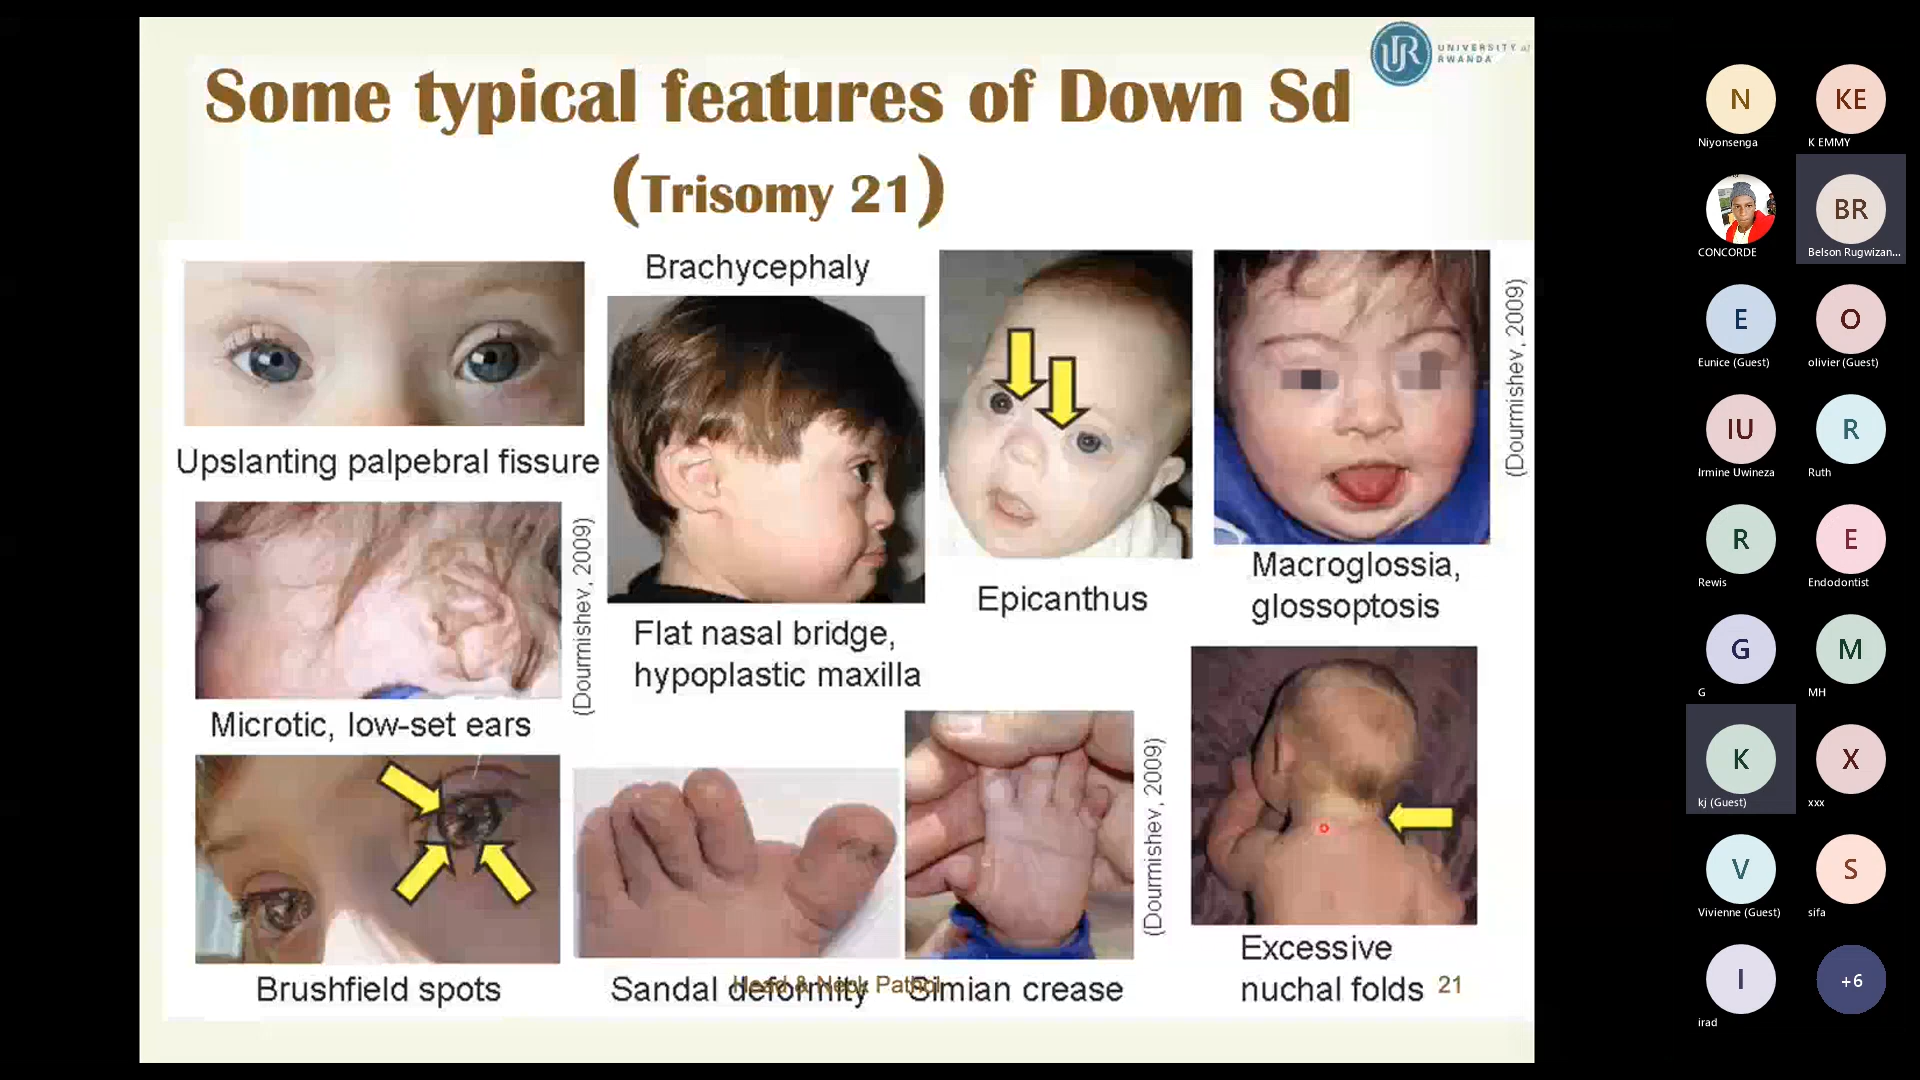 UNIVERSITY of
RWANDA
Some typical features of Down Sd
(Trisomy 21)
Brachycephaly
Upslanting palpebral fissure
(Dourmishev, 2009)
Microtic, low-set ears
Flat nasal bridge,
hypoplastic maxilla
Epicanthus
(Dourmishev, 2009)
Macroglossia,
glossoptosis
Brushfield spots
Sandal deformity
Simian crease
(Dourmishev, 2009)
Excessive
nuchal folds
Head & Neck Pathol
21
N
Niyonsenga
KE
K EMMY
CONCORDE
BR
Belson Rugwizan...
E
Eunice (Guest)
O
olivier (Guest)
IU
Irmine Uwineza
R
Ruth
R
Rewis
E
Endodontist
G
G
M
MH
K
kj (Guest)
X
xxx
V
Vivienne (Guest)
S
sifa
I
irad
+6